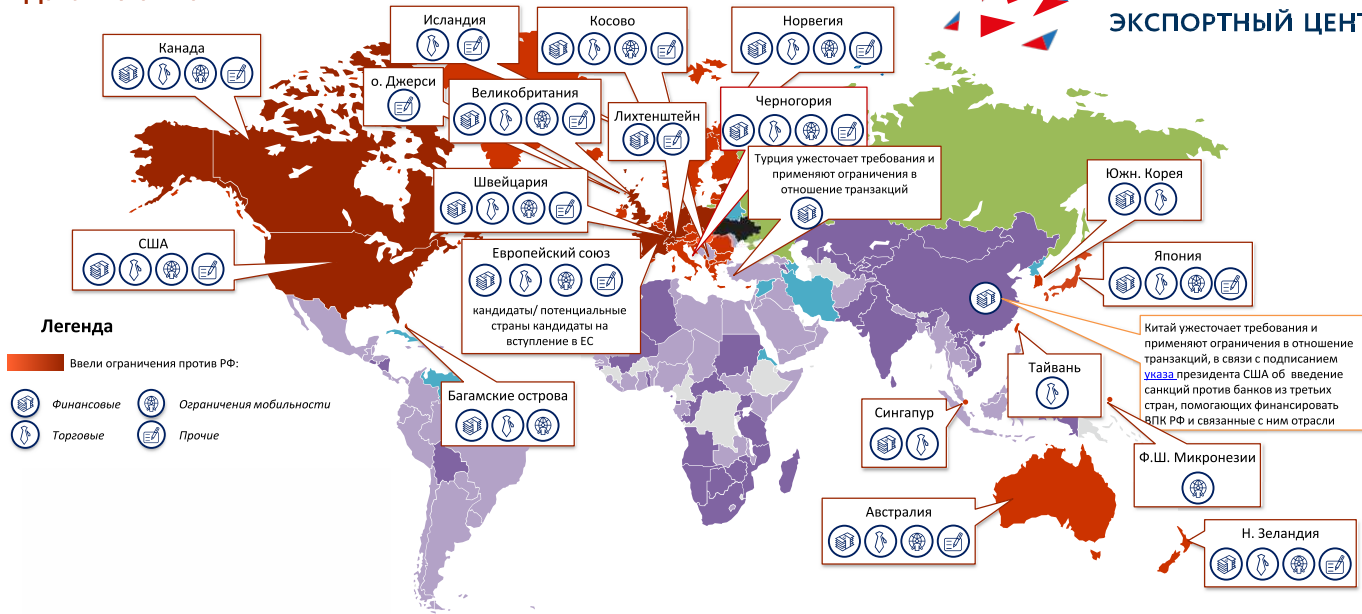 ЭКСПОРТНЫЙ ЦЕНТ
Исландия
Косово
Норвегия
Канада
о. Джерси
Великобритания
Лихтенштейн
Черногория
Турция ужесточает требования и
применяют ограничения в
отношение транзакций
Южн. Корея
Швейцария
США
Европейский союз
кандидаты/ потенциальные
страны кандидаты на
вступление в ЕС
Япония
Легенда
Ввели ограничения против РФ:
Финансовые
Ограничения мобильности
Торговые
Прочие
Китай ужесточает требования и
применяют ограничения в отношение
транзакций, в связи с подписанием
указа президента США об введение
санкций против банков из третьих
стран, помогающих финансировать
ВПК РФ и связанные с ним отрасли
Тайвань
Багамские острова
Сингапур
Ф.Ш. Микронезии
Австралия
Н. Зеландия